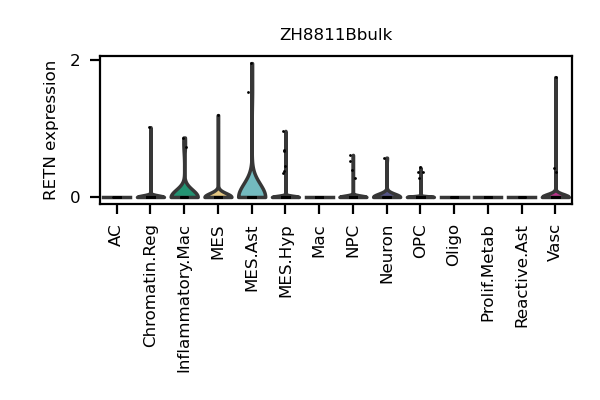 ZH8811Bbulk
RETN expression
2
0
AC
Chromatin.Reg
Inflammatory.Mac
MES
MES.Ast
MES.Hyp
Mac
NPC
Neuron
OPC
Oligo
Prolif.Metab
Reactive.Ast
Vasc